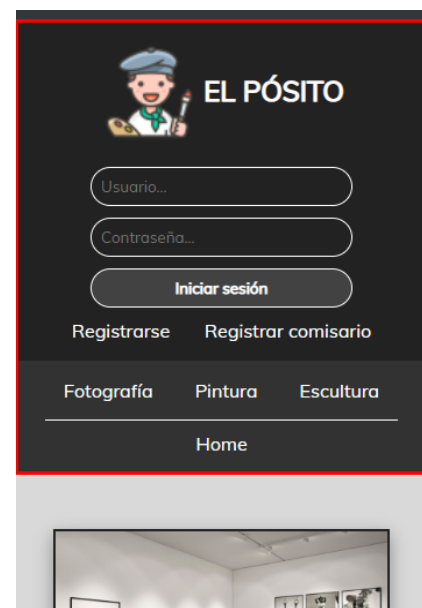 EL PÓSITO
Usuario...
Contraseña...
Iniciar sesión
Registrarse Registrar comisario
Fotografía Pintura Escultura
Home